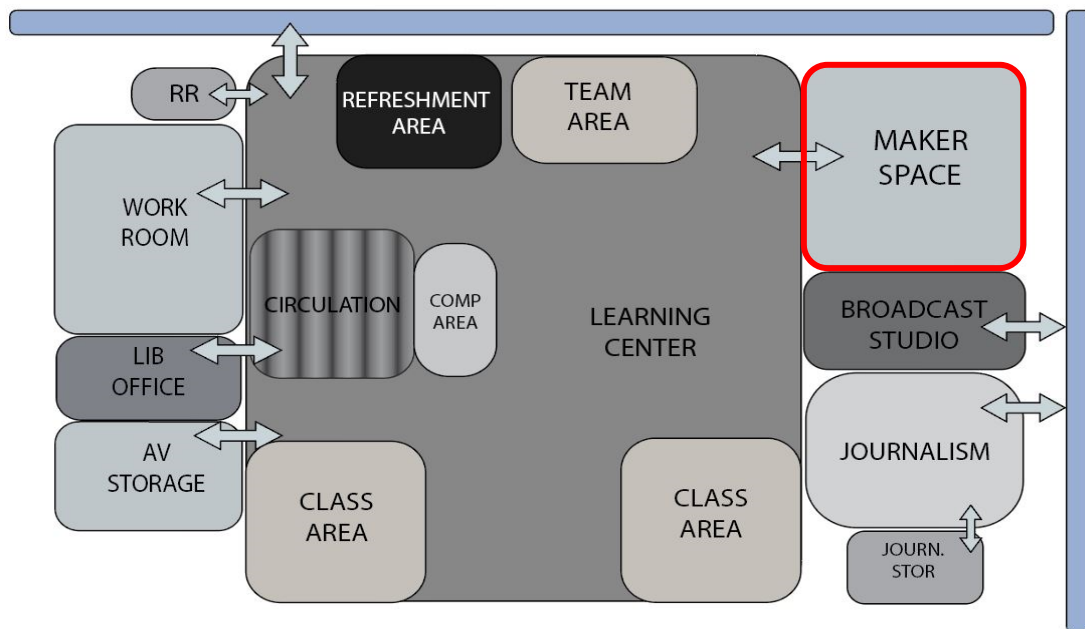 RR
REFRESHMENT
AREA
TEAM
AREA
MAKER
SPACE
WORK
ROOM
CIRCULATION
COMP
AREA
LEARNING
CENTER
BROADCAST
STUDIO
LIB
OFFICE
AV
STORAGE
CLASS
AREA
CLASS
AREA
JOURNALISM
JOURN.
STOR